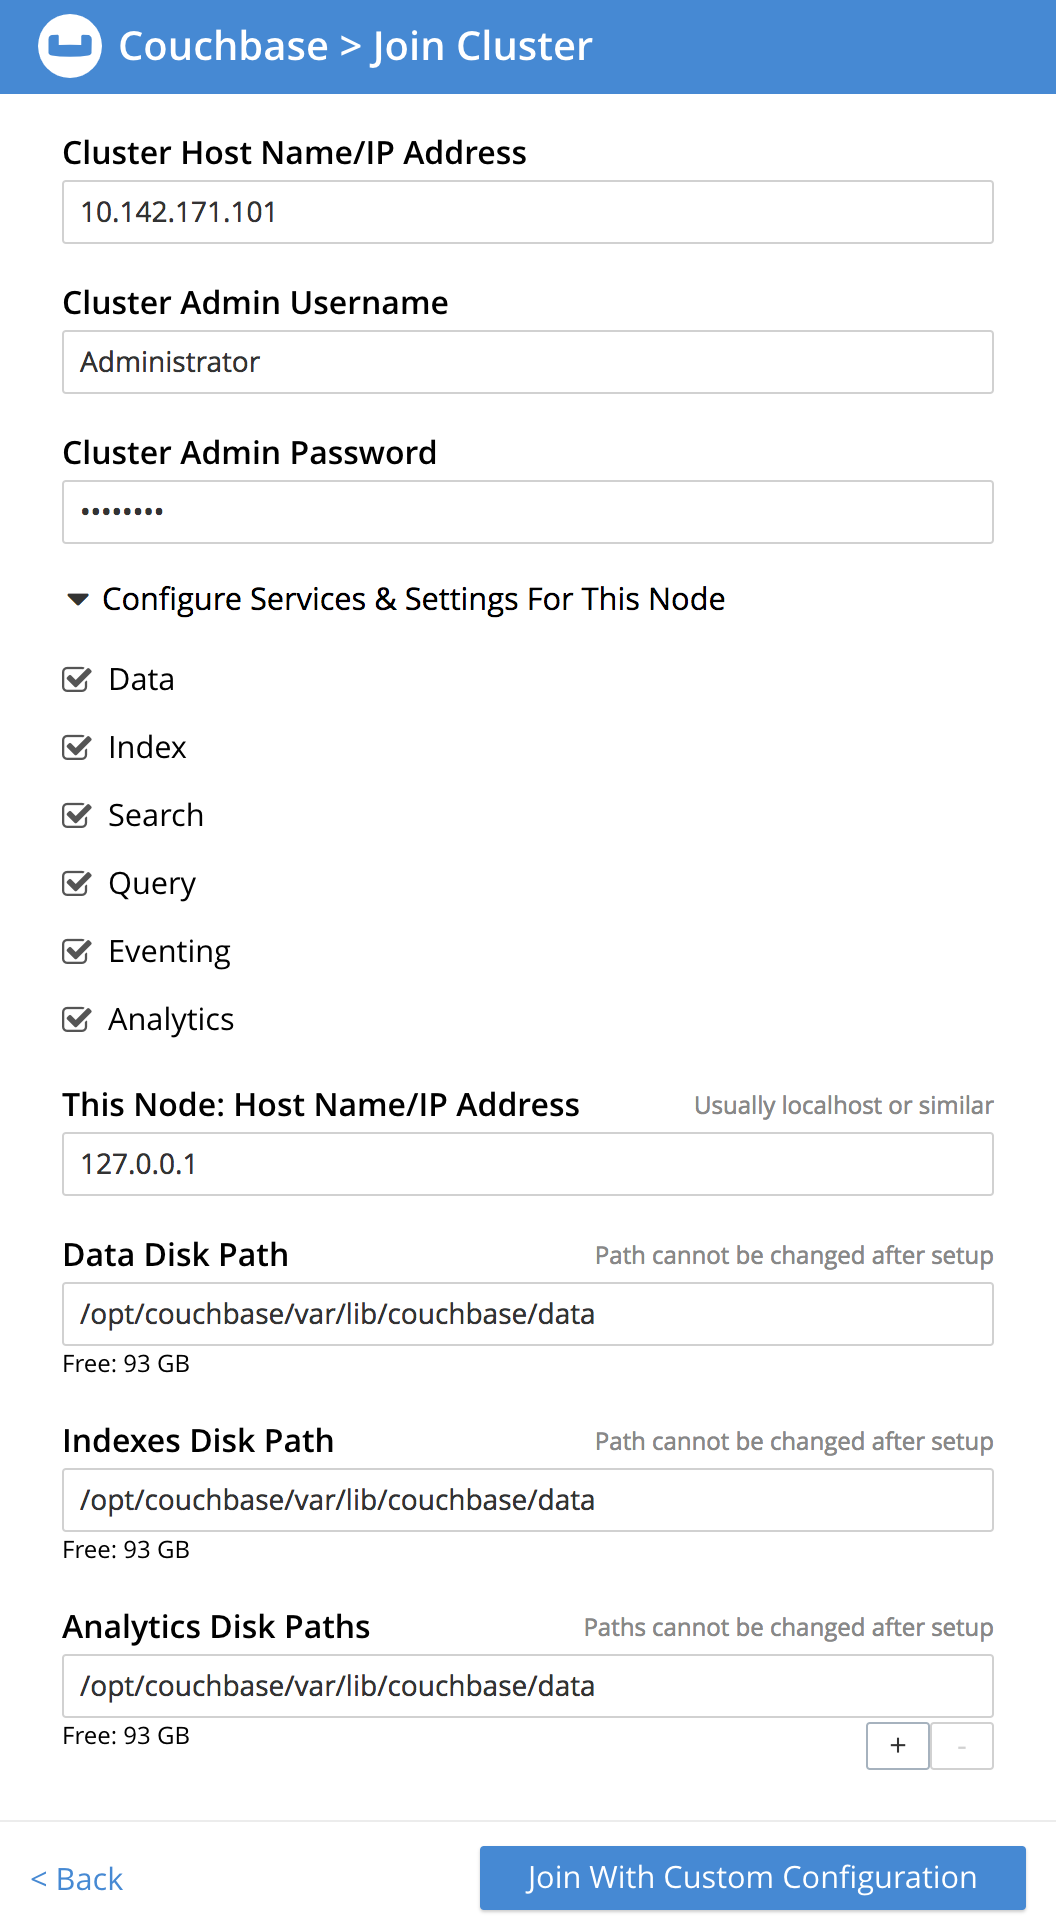 Couchbase > Join Cluster
Cluster Host Name/IP Address
10.142.171.101
Cluster Admin Username
Administrator
Cluster Admin Password
••••••••
Configure Services & Settings For This Node
Data
Index
Search
Query
Eventing
Analytics
This Node: Host Name/IP Address Usually localhost or similar
127.0.0.1
Data Disk Path Path cannot be changed after setup
/opt/couchbase/var/lib/couchbase/data
Free: 93 GB
Indexes Disk Path Path cannot be changed after setup
/opt/couchbase/var/lib/couchbase/data
Free: 93 GB
Analytics Disk Paths Paths cannot be changed after setup
/opt/couchbase/var/lib/couchbase/data
Free: 93 GB + -
< Back Join With Custom Configuration